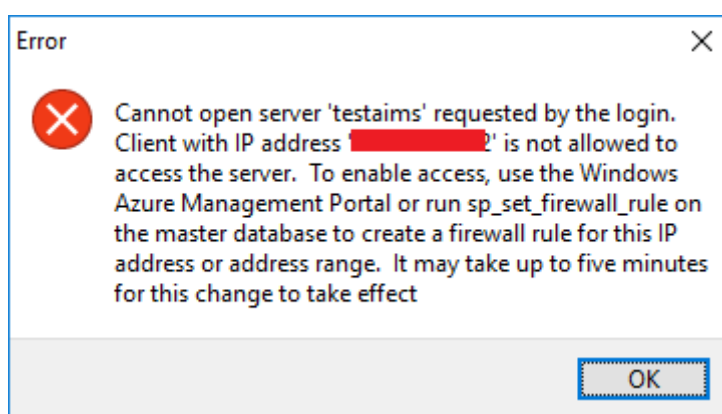 Error
Cannot open server 'testaims' requested by the login.
Client with IP address ' 2' is not allowed to
access the server.  To enable access, use the Windows
Azure Management Portal or run sp_set_firewall_rule on
the master database to create a firewall rule for this IP
address or address range.  It may take up to five minutes
for this change to take effect
OK